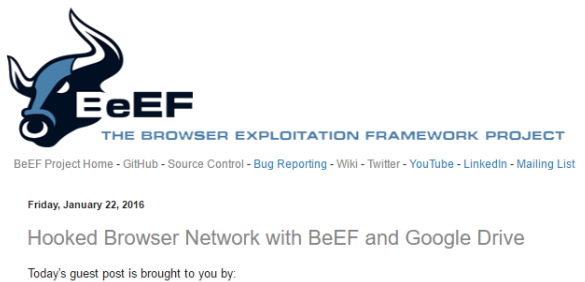 BeEF
THE BROWSER EXPLOITATION FRAMEWORK PROJECT
BeEF Project Home - GitHub - Source Control - Bug Reporting - Wiki - Twitter - YouTube - LinkedIn - Mailing List
Friday, January 22, 2016
Hooked Browser Network with BeEF and Google Drive
Today's guest post is brought to you by: